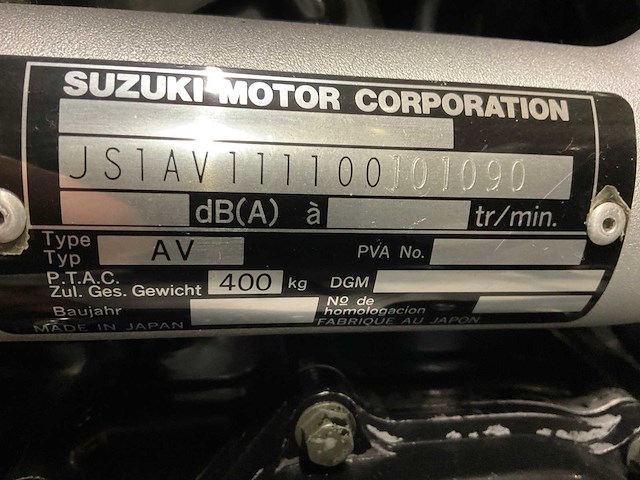 SUZUKI MOTOR CORPORATION
JS1AV111100101090
dB(A) à tr/min.
Type
Typ AV PVA No.
P.T.A.C.
Zul. Ges. Gewicht 400 kg DGM
Baujahr Nº de
homologacion
MADE IN JAPAN FABRIQUE AU JAPON